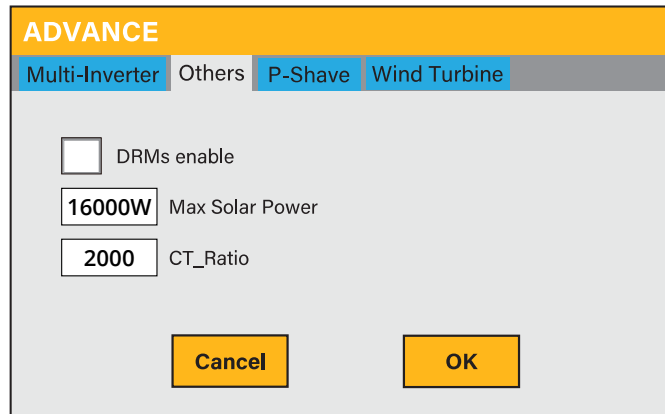 ADVANCE
Multi-Inverter Others P-Shave Wind Turbine
DRMs enable
16000W Max Solar Power
2000 CT_Ratio
Cancel OK